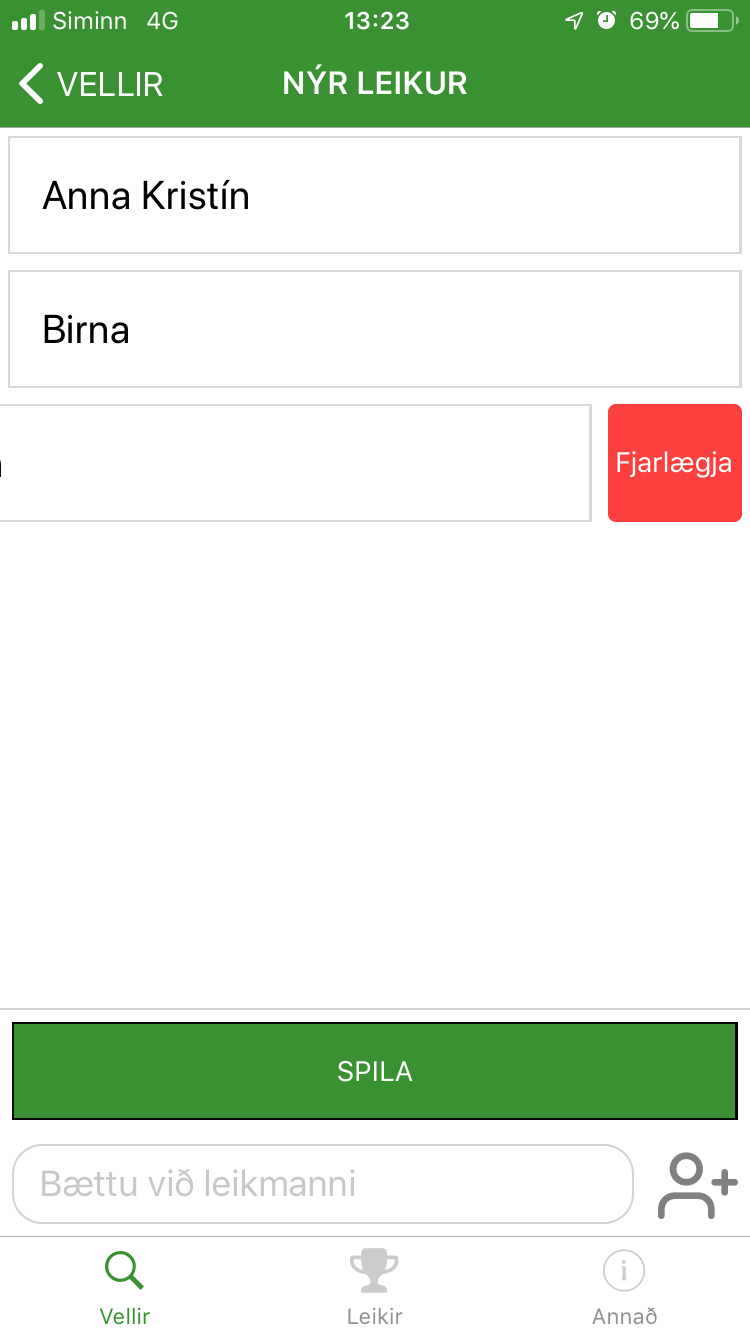 Siminn 4G 13:23 69%
VELLIR NÝR LEIKUR
Anna Kristín
Birna
Fjarlægja
SPILA
Bættu við leikmanni
Vellir Leikir Annað